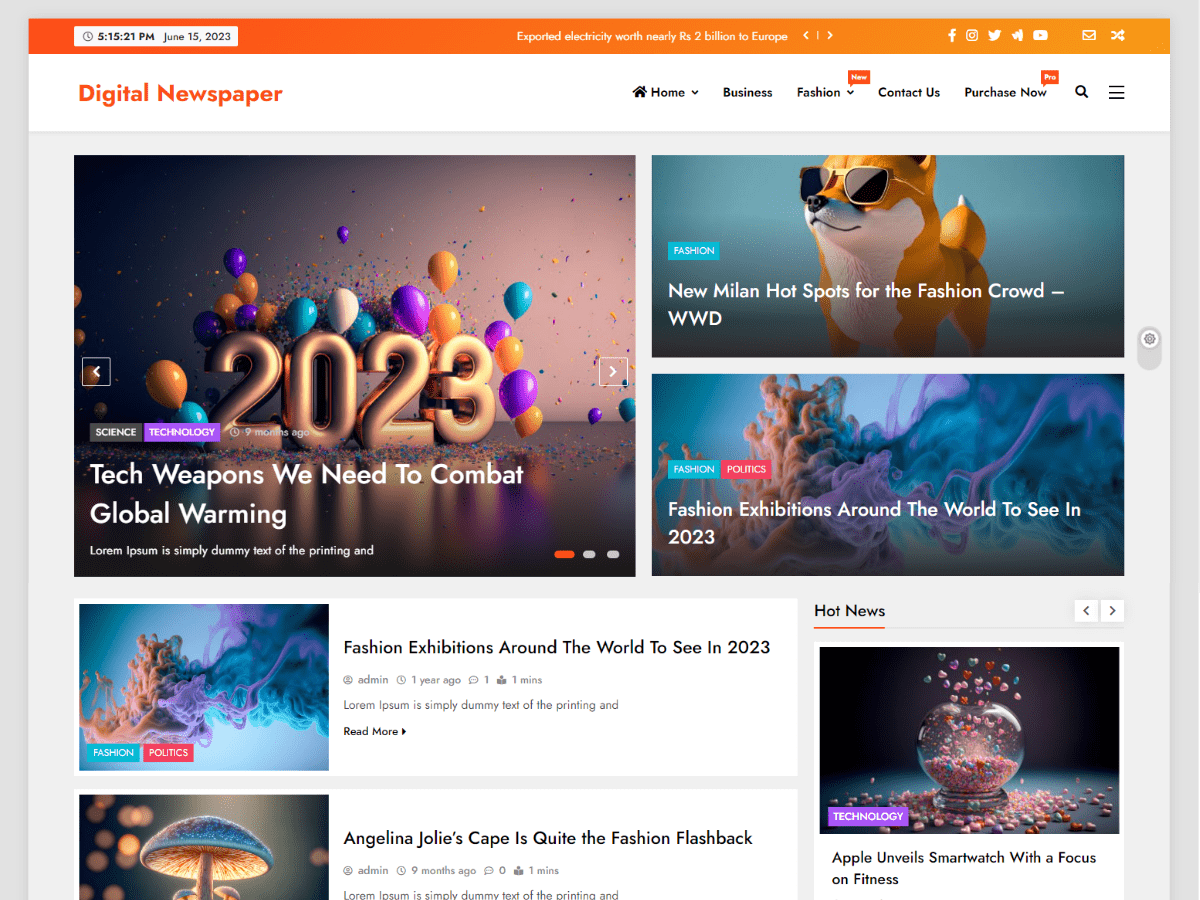 5:15:21 PM June 15, 2023
Exported electricity worth nearly Rs 2 billion to Europe
Digital Newspaper
Home
Business
Fashion
New
Contact Us
Purchase Now
Pro
2023
SCIENCE TECHNOLOGY 9 months ago
Tech Weapons We Need To Combat
Global Warming
Lorem Ipsum is simply dummy text of the printing and
FASHION
New Milan Hot Spots for the Fashion Crowd –
WWD
FASHION POLITICS
Fashion Exhibitions Around The World To See In
2023
FASHION POLITICS
Fashion Exhibitions Around The World To See In 2023
admin 1 year ago 1 1 mins
Lorem Ipsum is simply dummy text of the printing and
Read More
Angelina Jolie’s Cape Is Quite the Fashion Flashback
admin 9 months ago 0 1 mins
Lorem Ipsum is simply dummy text of the printing and
Hot News
TECHNOLOGY
Apple Unveils Smartwatch With a Focus
on Fitness